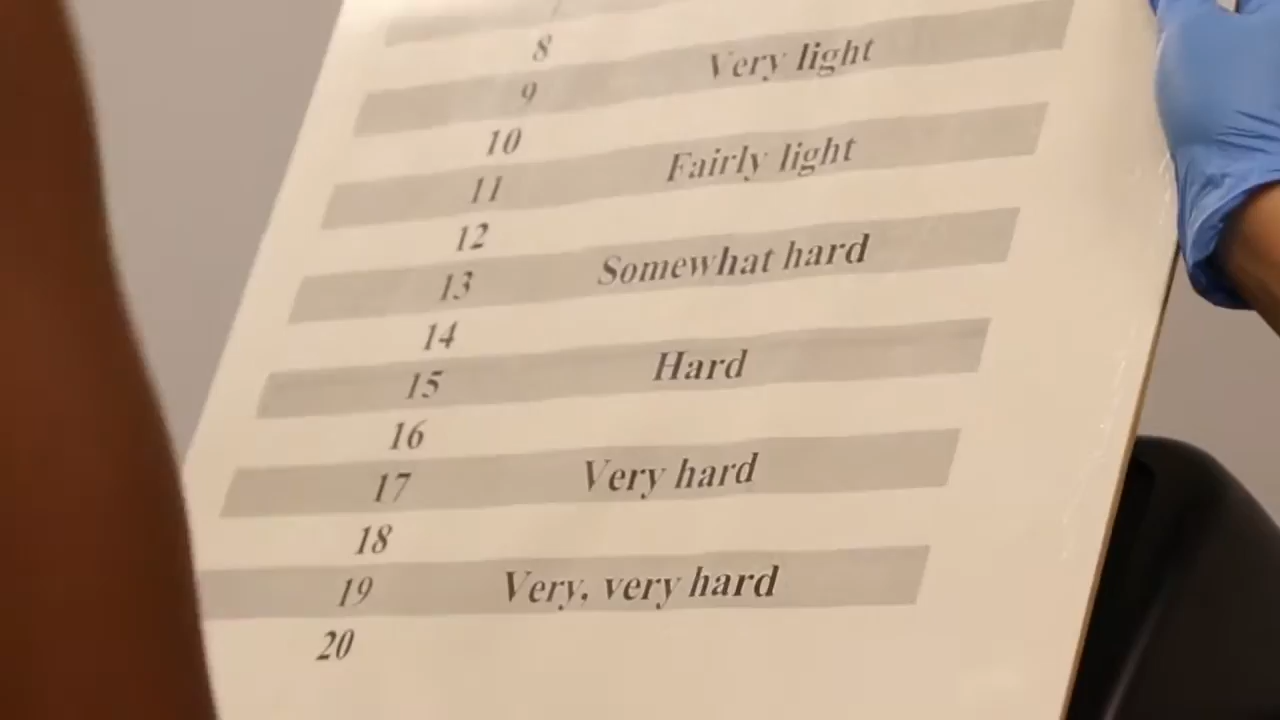 8
9 Very light
10
11 Fairly light
12
13 Somewhat hard
14
15 Hard
16
17 Very hard
18
19 Very, very hard
20